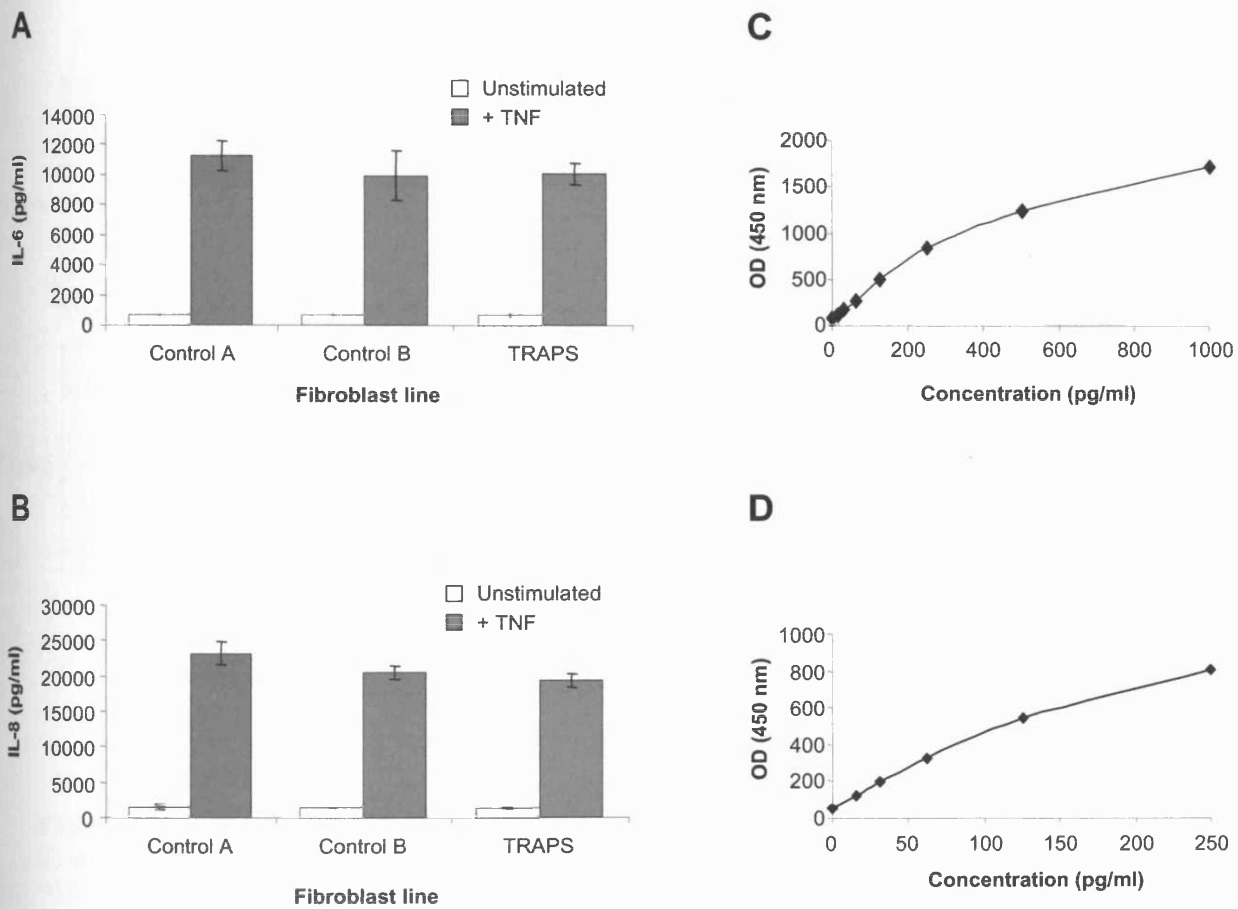 A
Unstimulated
+ TNF
IL-6 (pg/ml)
14000
12000
10000
8000
6000
4000
2000
0
Control A Control B TRAPS
Fibroblast line
C
OD (450 nm)
2000
1500
1000
500
0
0 200 400 600 800 1000
Concentration (pg/ml)
B
Unstimulated
+ TNF
IL-8 (pg/ml)
30000
25000
20000
15000
10000
5000
0
Control A Control B TRAPS
Fibroblast line
D
OD (450 nm)
1000
800
600
400
200
0
0 50 100 150 200 250
Concentration (pg/ml)